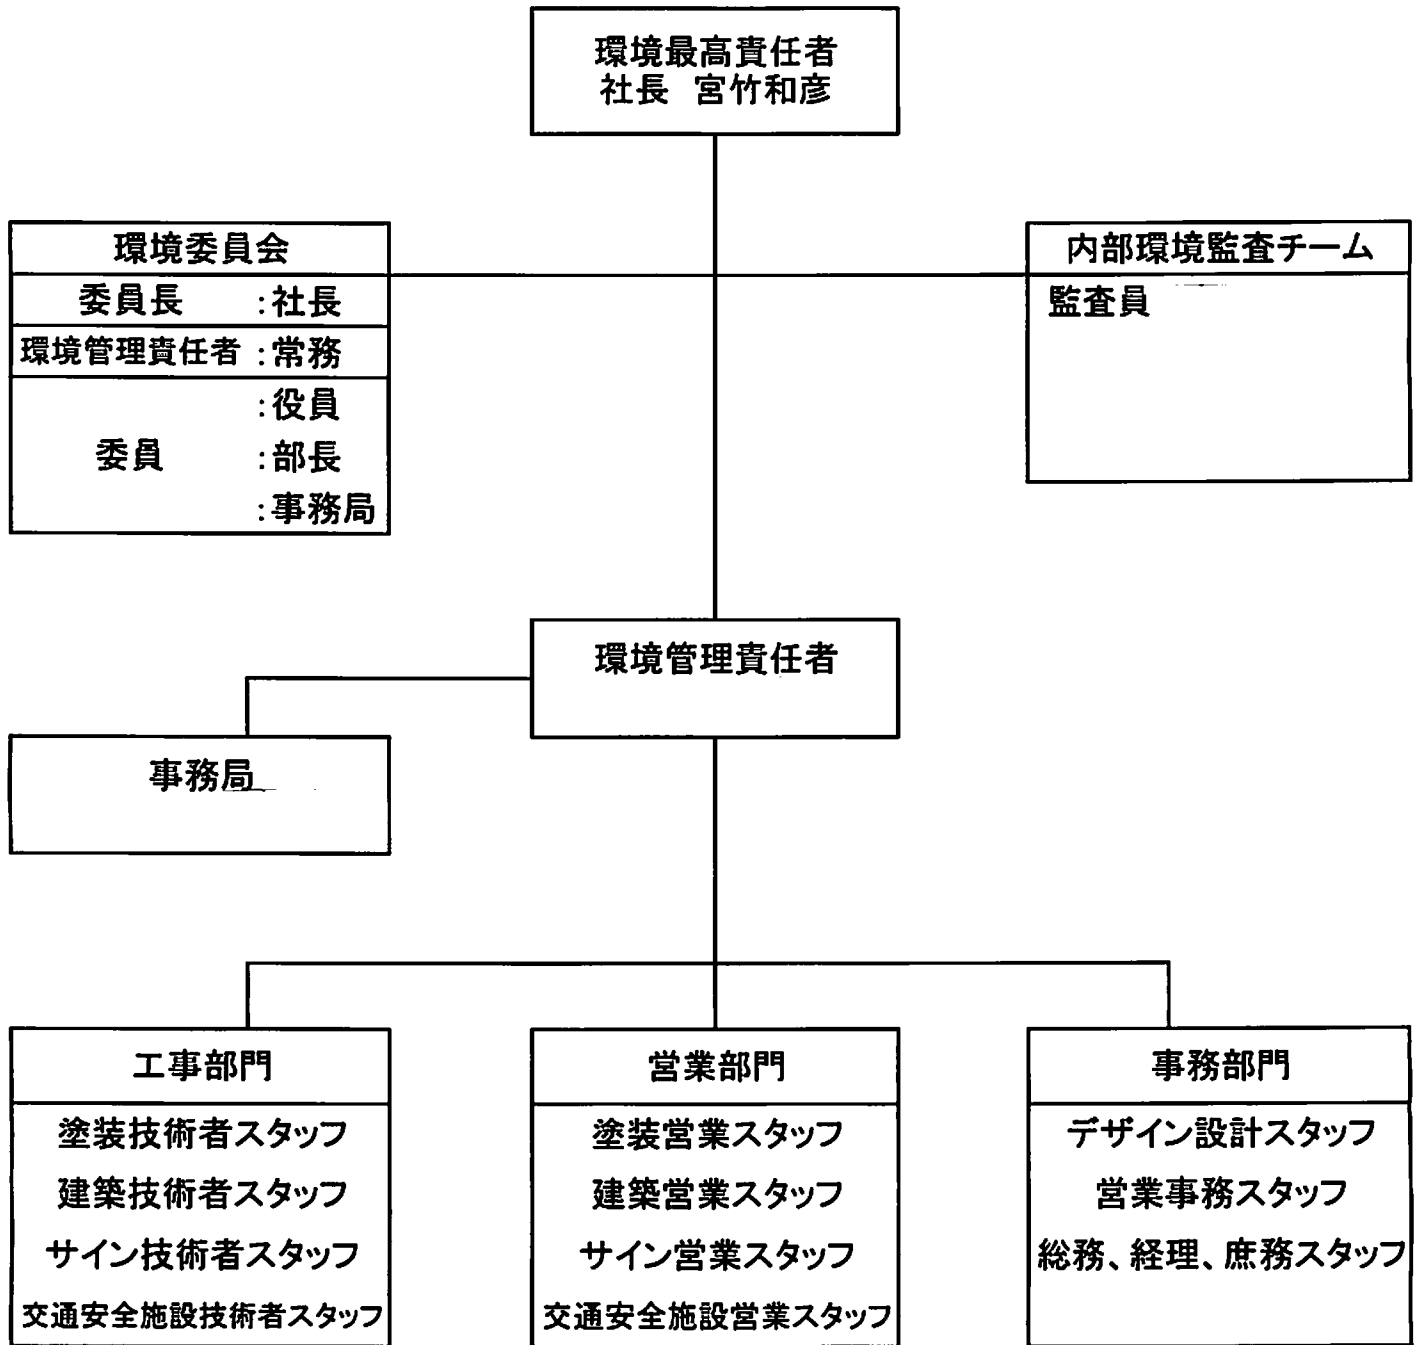 環境最高責任者
社長 宮竹和彦
環境委員会
委員長 :社長
環境管理責任者 :常務
:役員
委員 :部長
:事務局
内部環境監査チーム
監査員
環境管理責任者
事務局
工事部門
塗装技術者スタッフ
建築技術者スタッフ
サイン技術者スタッフ
交通安全施設技術者スタッフ
営業部門
塗装営業スタッフ
建築営業スタッフ
サイン営業スタッフ
交通安全施設営業スタッフ
事務部門
デザイン設計スタッフ
営業事務スタッフ
総務、経理、庶務スタッフ